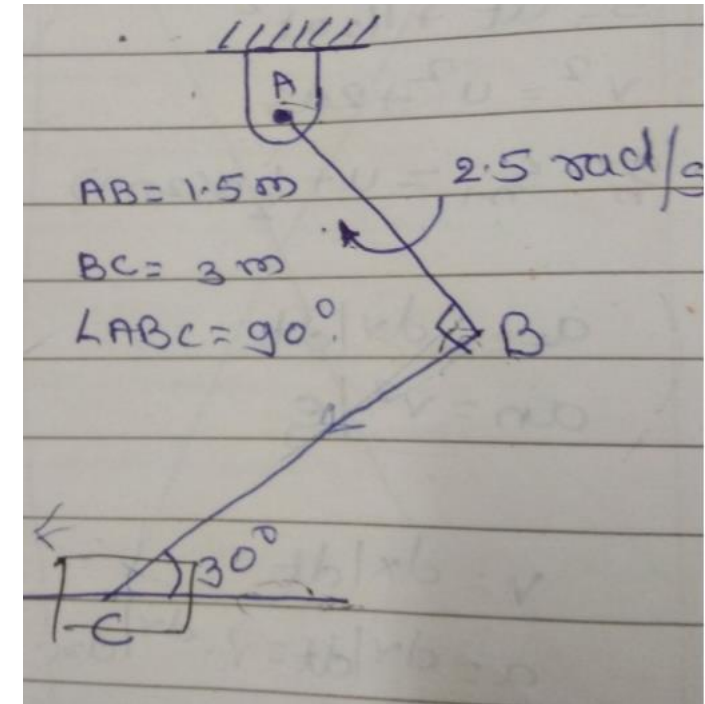 A
2.5 rad/s
AB = 1.5 m
BC = 3 m
∠ABC = 90°.
B
30°
C